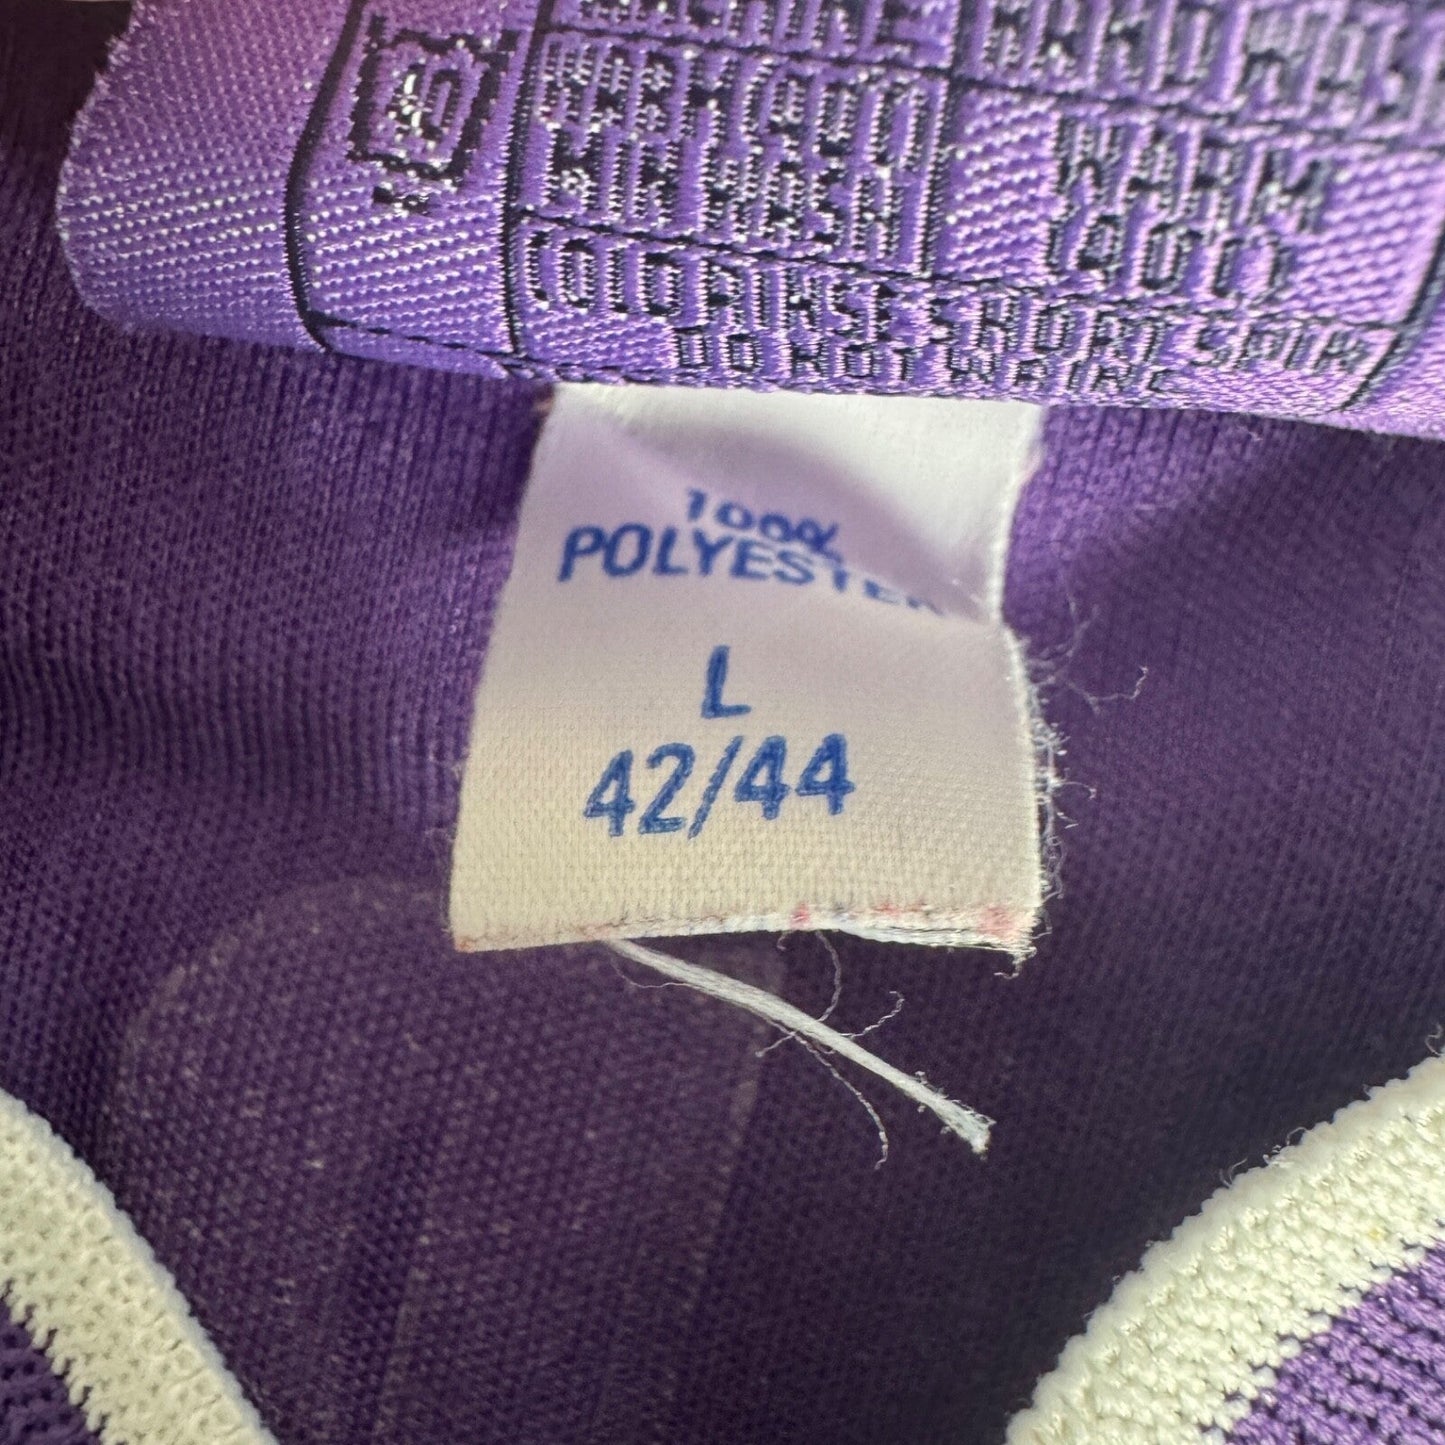 MACHINE
HAND WASH
40°C
MIN WASH
WARM
(40°C)
COLD RINSE SHORT SPIN
DO NOT WRING
100%
POLYESTER
L
42/44